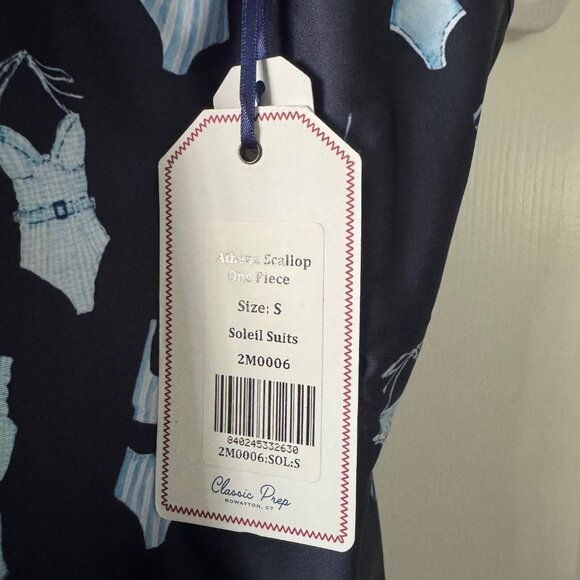 Athena Scallop
One Piece
Size: S
Soleil Suits
2M0006
840245332630
2M0006:SOL:S
Classic Prep
ROWAYTON, CT